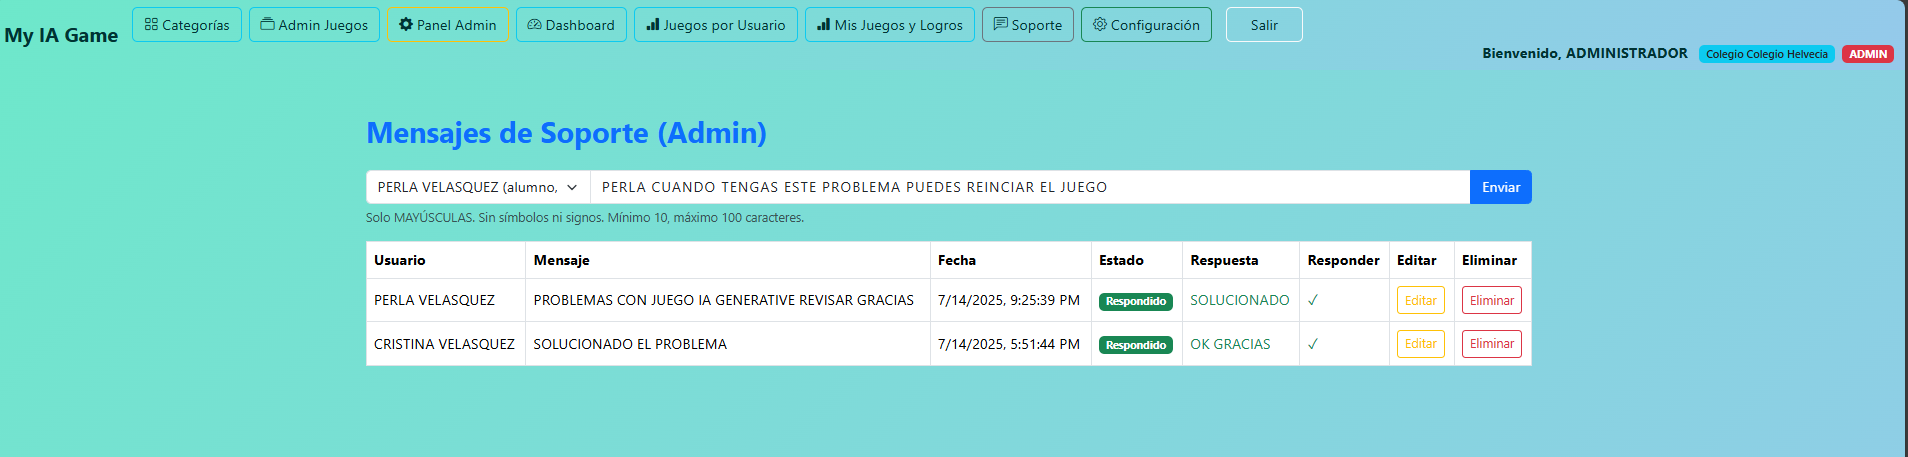 My IA Game
Categorías
Admin Juegos
Panel Admin
Dashboard
Juegos por Usuario
Mis Juegos y Logros
Soporte
Configuración
Salir
Bienvenido, ADMINISTRADOR
Colegio Colegio Helvecia
ADMIN
Mensajes de Soporte (Admin)
PERLA VELASQUEZ (alumno,
PERLA CUANDO TENGAS ESTE PROBLEMA PUEDES REINCIAR EL JUEGO
Enviar
Solo MAYÚSCULAS. Sin símbolos ni signos. Mínimo 10, máximo 100 caracteres.
Usuario Mensaje Fecha Estado Respuesta Responder Editar Eliminar
PERLA VELASQUEZ PROBLEMAS CON JUEGO IA GENERATIVE REVISAR GRACIAS 7/14/2025, 9:25:39 PM Respondido SOLUCIONADO ✓ Editar Eliminar
CRISTINA VELASQUEZ SOLUCIONADO EL PROBLEMA 7/14/2025, 5:51:44 PM Respondido OK GRACIAS ✓ Editar Eliminar